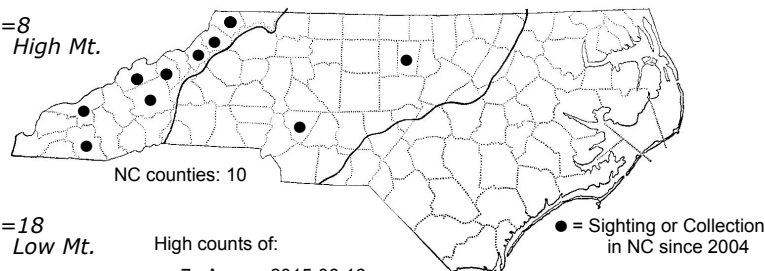 =8
High Mt.
NC counties: 10
=18
Low Mt.
High counts of:
● = Sighting or Collection
in NC since 2004